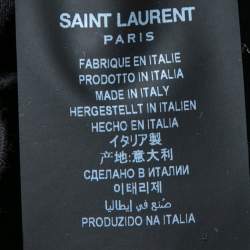 SAINT LAURENT
PARIS
FABRIQUE EN ITALIE
PRODOTTO IN ITALIA
MADE IN ITALY
HERGESTELLT IN ITALIEN
HECHO EN ITALIA
イタリア製
产地:意大利
СДЕЛАНО В ИТАЛИИ
이태리제
صنع في إيطاليا
PRODUZIDO NA ITALIA